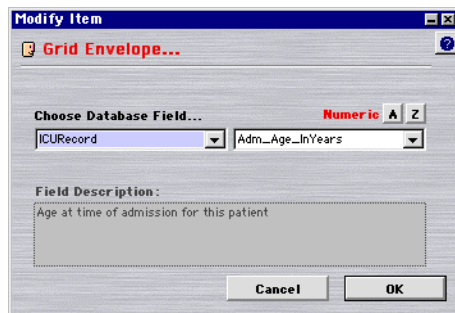 Modify Item
Grid Envelope...
Choose Database Field...
Numeric A Z
ICURecord Adm_Age_InYears
Field Description:
Age at time of admission for this patient
Cancel OK